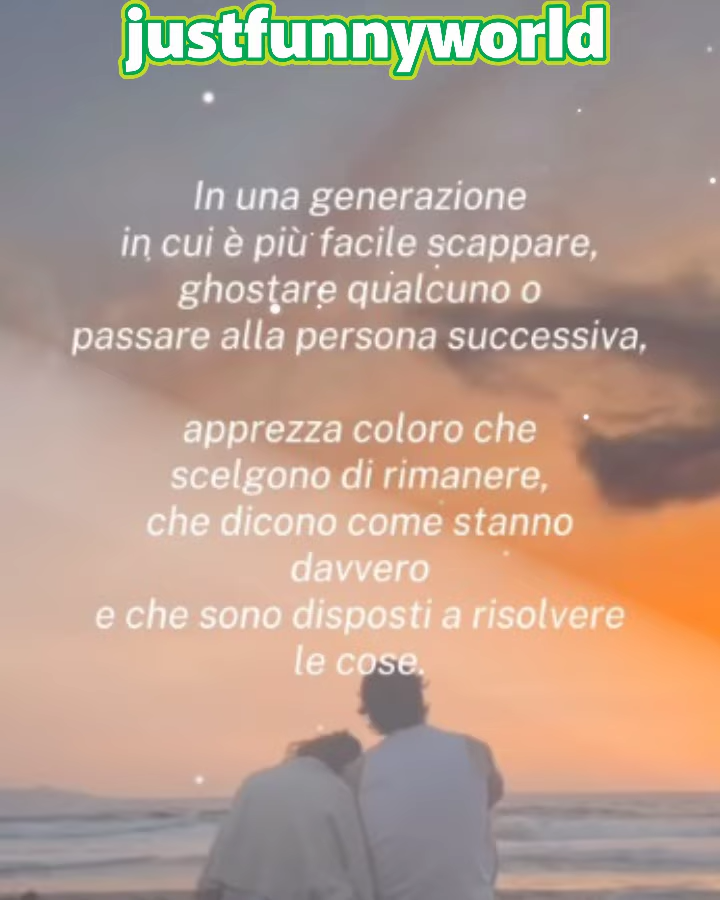 justfunnyworld
In una generazione
in cui è più facile scappare,
ghostare qualcuno o
passare alla persona successiva,
apprezza coloro che
scelgono di rimanere,
che dicono come stanno
davvero
e che sono disposti a risolvere
le cose.